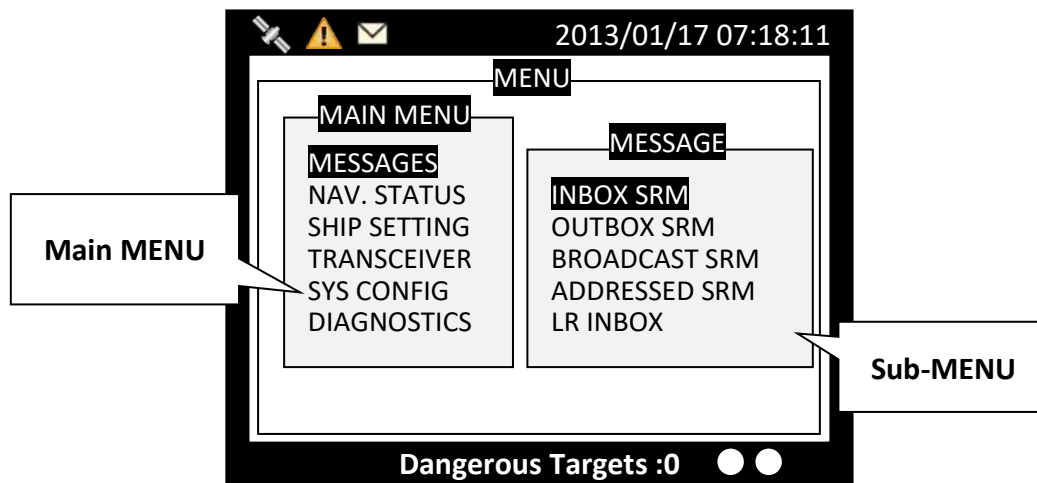 2013/01/17 07:18:11
MENU
MAIN MENU
MESSAGES
NAV. STATUS
SHIP SETTING
TRANSCEIVER
SYS CONFIG
DIAGNOSTICS
MESSAGE
INBOX SRM
OUTBOX SRM
BROADCAST SRM
ADDRESSED SRM
LR INBOX
Main MENU
Sub-MENU
Dangerous Targets :0